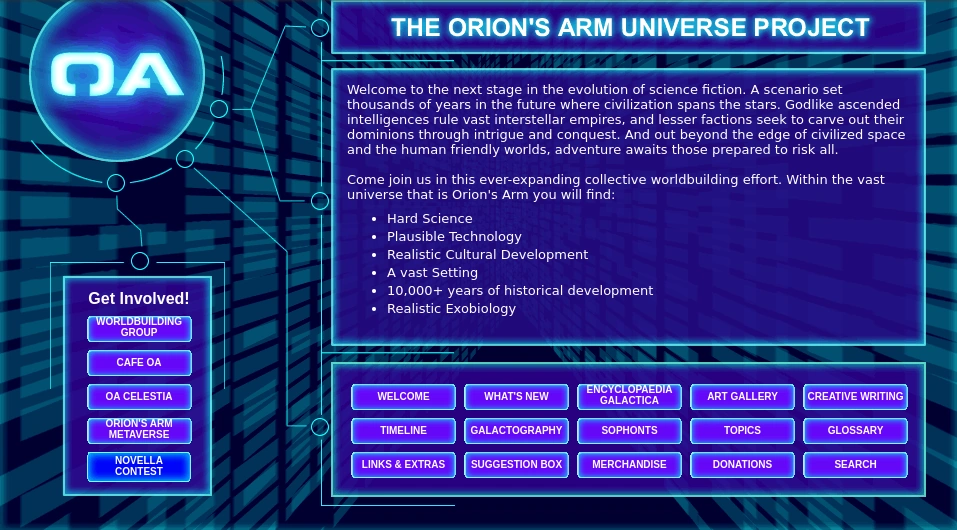 OA
THE ORION'S ARM UNIVERSE PROJECT
Welcome to the next stage in the evolution of science fiction. A scenario set
thousands of years in the future where civilization spans the stars. Godlike ascended
intelligences rule vast interstellar empires, and lesser factions seek to carve out their
dominions through intrigue and conquest. And out beyond the edge of civilized space
and the human friendly worlds, adventure awaits those prepared to risk all.
Come join us in this ever-expanding collective worldbuilding effort. Within the vast
universe that is Orion's Arm you will find:
• Hard Science
• Plausible Technology
• Realistic Cultural Development
• A vast Setting
• 10,000+ years of historical development
• Realistic Exobiology
Get Involved!
WORLDBUILDING
GROUP
CAFE OA
OA CELESTIA
ORION'S ARM
METAVERSE
NOVELLA
CONTEST
WELCOME
WHAT'S NEW
ENCYCLOPAEDIA
GALACTICA
ART GALLERY
CREATIVE WRITING
TIMELINE
GALACTOGRAPHY
SOPHONTS
TOPICS
GLOSSARY
LINKS & EXTRAS
SUGGESTION BOX
MERCHANDISE
DONATIONS
SEARCH